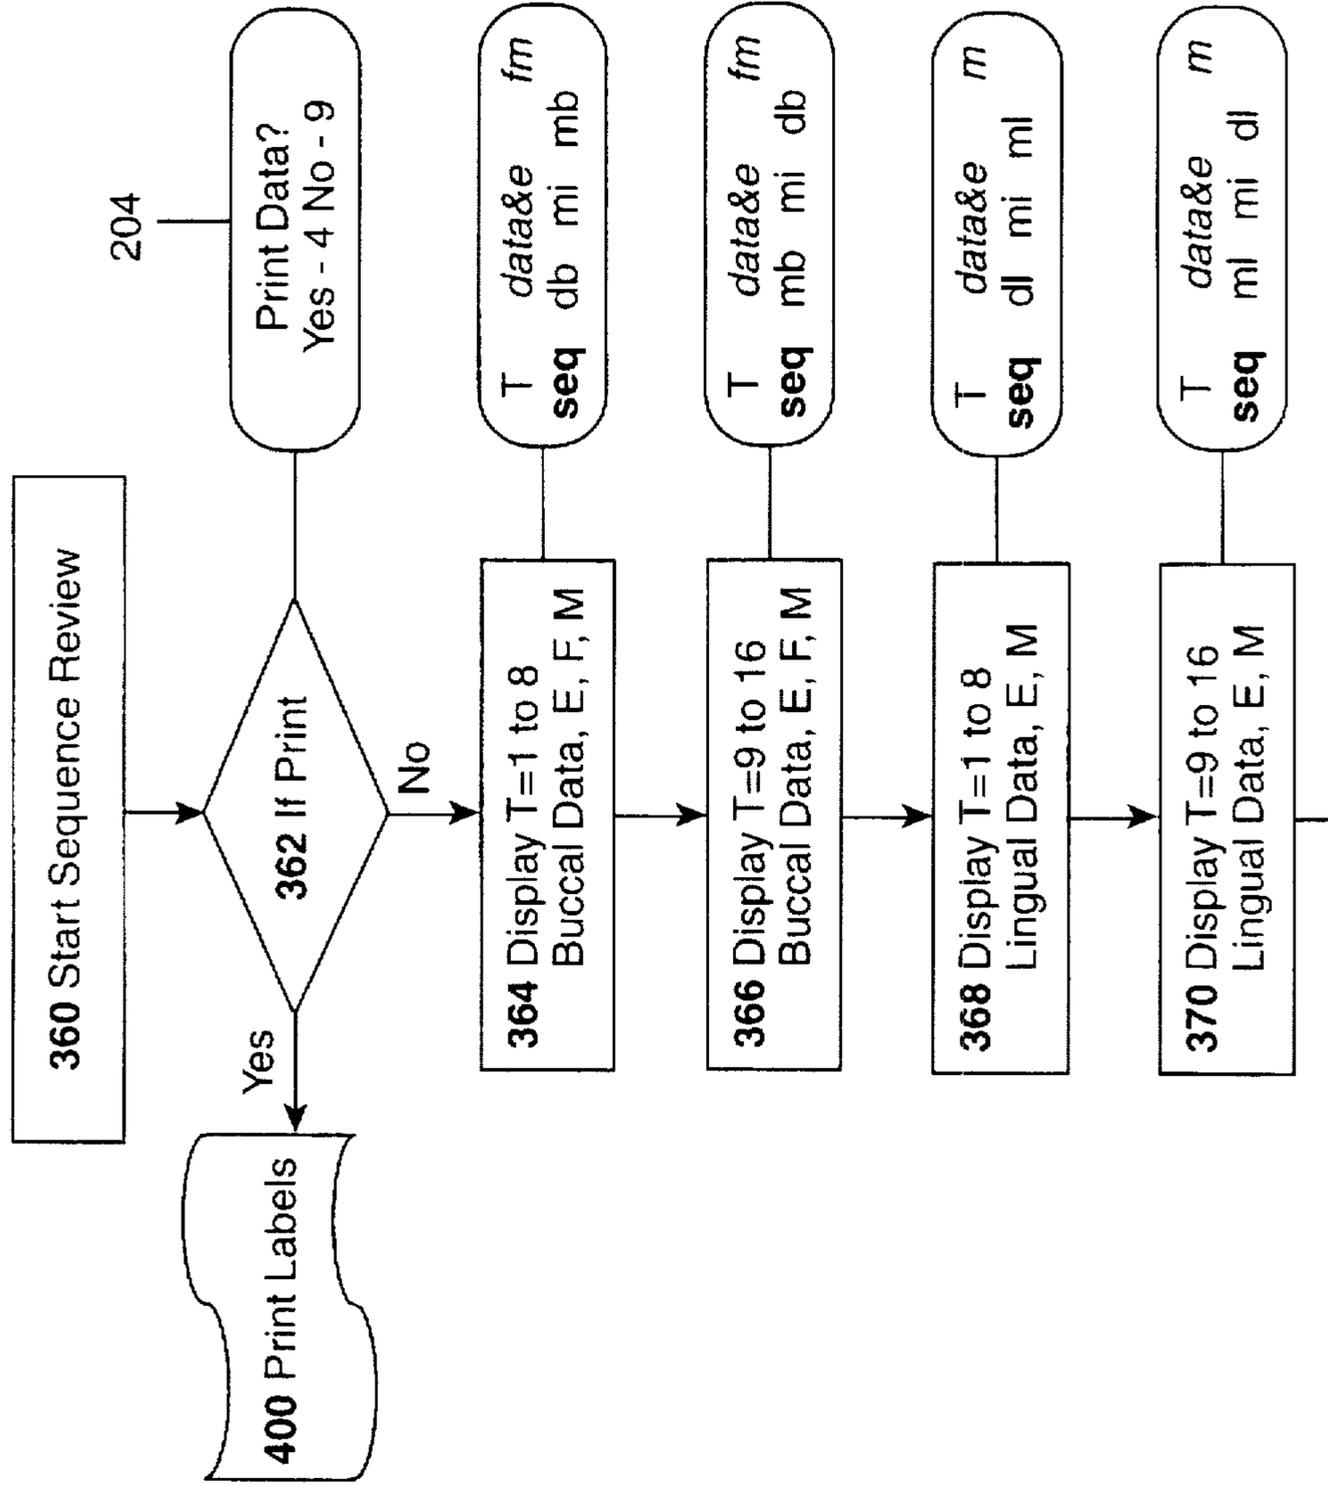 360 Start Sequence Review
204
Print Data?
Yes - 4 No - 9
362 If Print
Yes
400 Print Labels
No
364 Display T=1 to 8
Buccal Data, E, F, M
T data&e fm
seq db mi mb
366 Display T=9 to 16
Buccal Data, E, F, M
T data&e fm
seq mb mi db
368 Display T=1 to 8
Lingual Data, E, M
T data&e m
seq dl mi ml
370 Display T=9 to 16
Lingual Data, E, M
T data&e m
seq ml mi dl